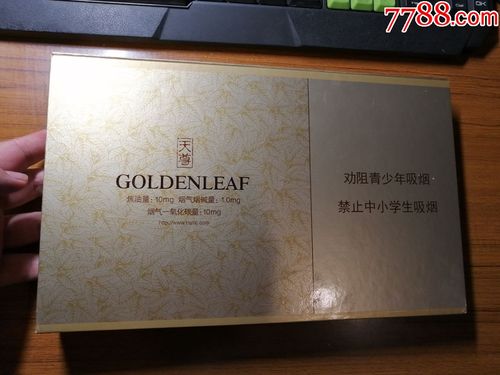 7788.com
天尊
GOLDENLEAF
焦油量：10mg 烟气烟碱量：1.0mg
烟气一氧化碳量：10mg
劝阻青少年吸烟
禁止中小学生吸烟